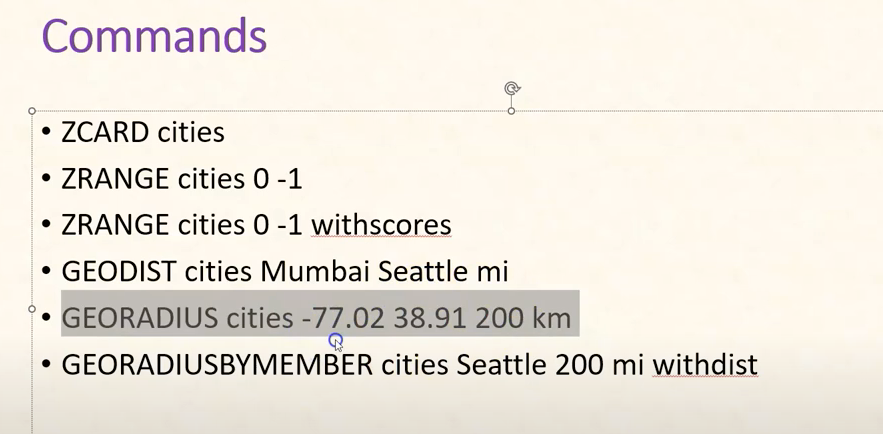 Commands
• ZCARD cities
• ZRANGE cities 0 -1
• ZRANGE cities 0 -1 withscores
• GEODIST cities Mumbai Seattle mi
• GEORADIUS cities -77.02 38.91 200 km
• GEORADIUSBYMEMBER cities Seattle 200 mi withdist